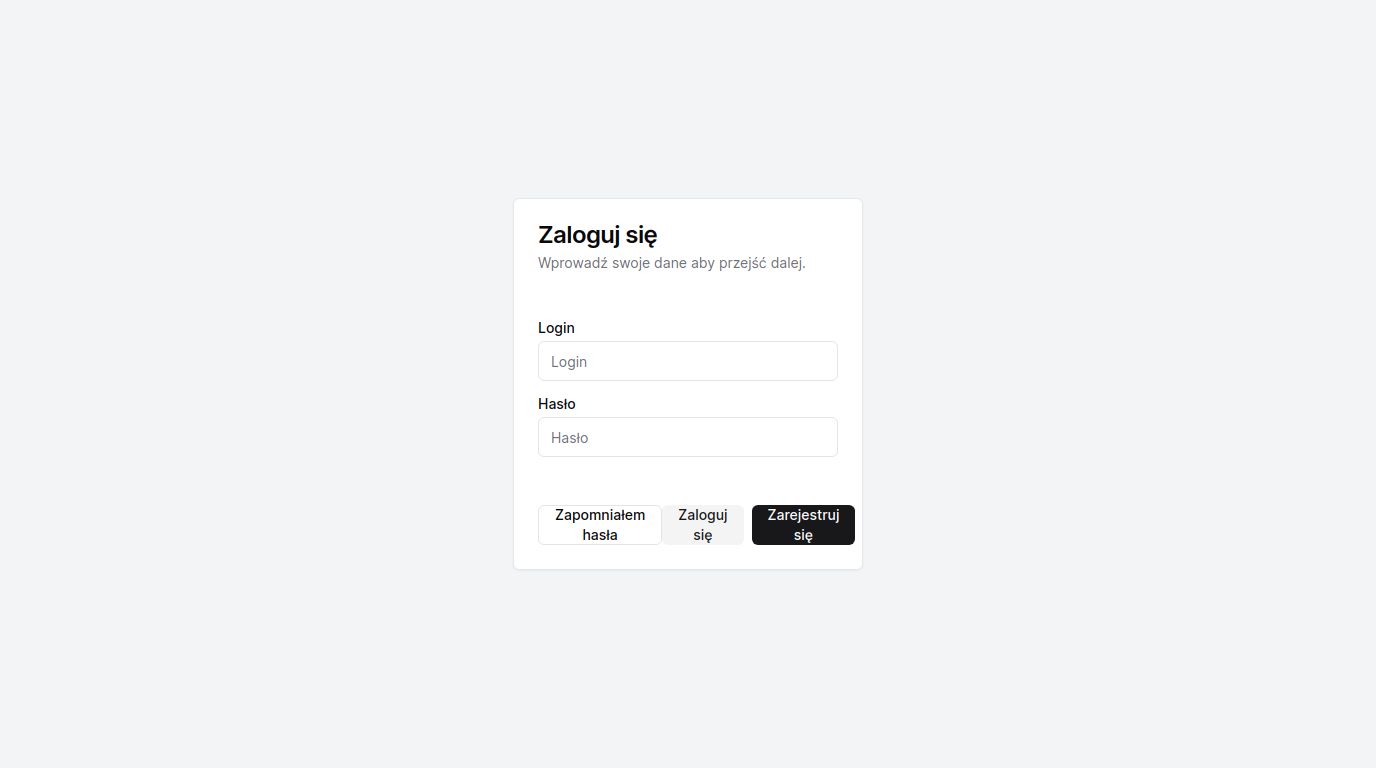 Zaloguj się
Wprowadź swoje dane aby przejść dalej.
Login
Login
Hasło
Hasło
Zapomniałem
hasła
Zaloguj
się
Zarejestruj
się